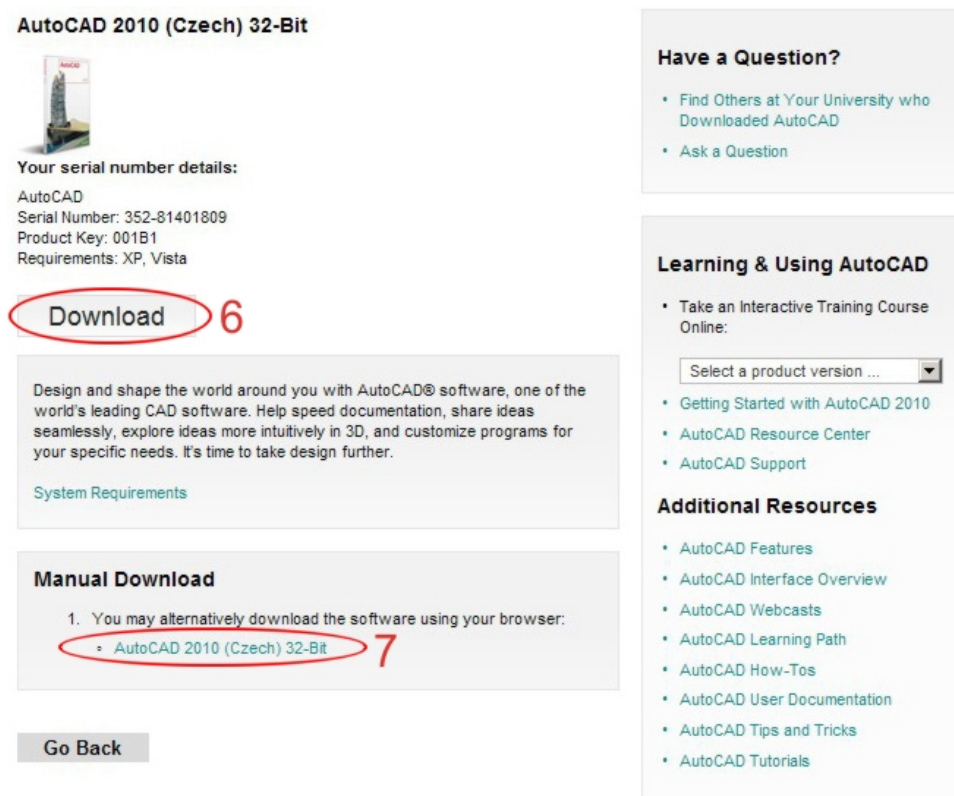 AutoCAD 2010 (Czech) 32-Bit
AutoCAD
Your serial number details:
AutoCAD
Serial Number: 352-81401809
Product Key: 001B1
Requirements: XP, Vista
Download 6
Design and shape the world around you with AutoCAD® software, one of the
world's leading CAD software. Help speed documentation, share ideas
seamlessly, explore ideas more intuitively in 3D, and customize programs for
your specific needs. It's time to take design further.
System Requirements
Manual Download
1. You may alternatively download the software using your browser:
AutoCAD 2010 (Czech) 32-Bit 7
Go Back
Have a Question?
• Find Others at Your University who
Downloaded AutoCAD
• Ask a Question
Learning & Using AutoCAD
• Take an Interactive Training Course
Online:
Select a product version ...
• Getting Started with AutoCAD 2010
• AutoCAD Resource Center
• AutoCAD Support
Additional Resources
• AutoCAD Features
• AutoCAD Interface Overview
• AutoCAD Webcasts
• AutoCAD Learning Path
• AutoCAD How-Tos
• AutoCAD User Documentation
• AutoCAD Tips and Tricks
• AutoCAD Tutorials